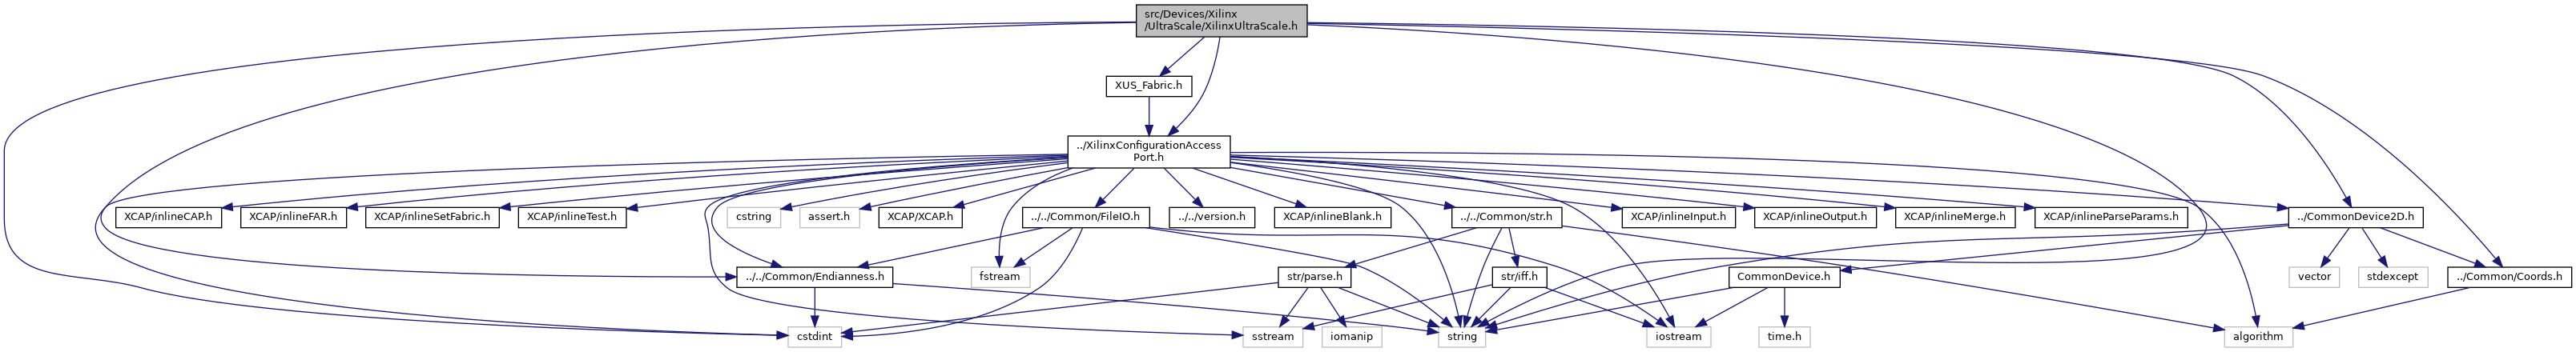 src/Devices/Xilinx
/UltraScale/XilinxUltraScale.h
XUS_Fabric.h
../XilinxConfigurationAccess
Port.h
XCAP/inlineCAP.h
XCAP/inlineFAR.h
XCAP/inlineSetFabric.h
XCAP/inlineTest.h
cstring
assert.h
XCAP/XCAP.h
../../Common/FileIO.h
../../version.h
XCAP/inlineBlank.h
../../Common/str.h
XCAP/inlineInput.h
XCAP/inlineOutput.h
XCAP/inlineMerge.h
XCAP/inlineParseParams.h
../CommonDevice2D.h
../../Common/Endianness.h
fstream
str/parse.h
str/iff.h
CommonDevice.h
vector
stdexcept
../Common/Coords.h
cstdint
sstream
iomanip
string
iostream
time.h
algorithm